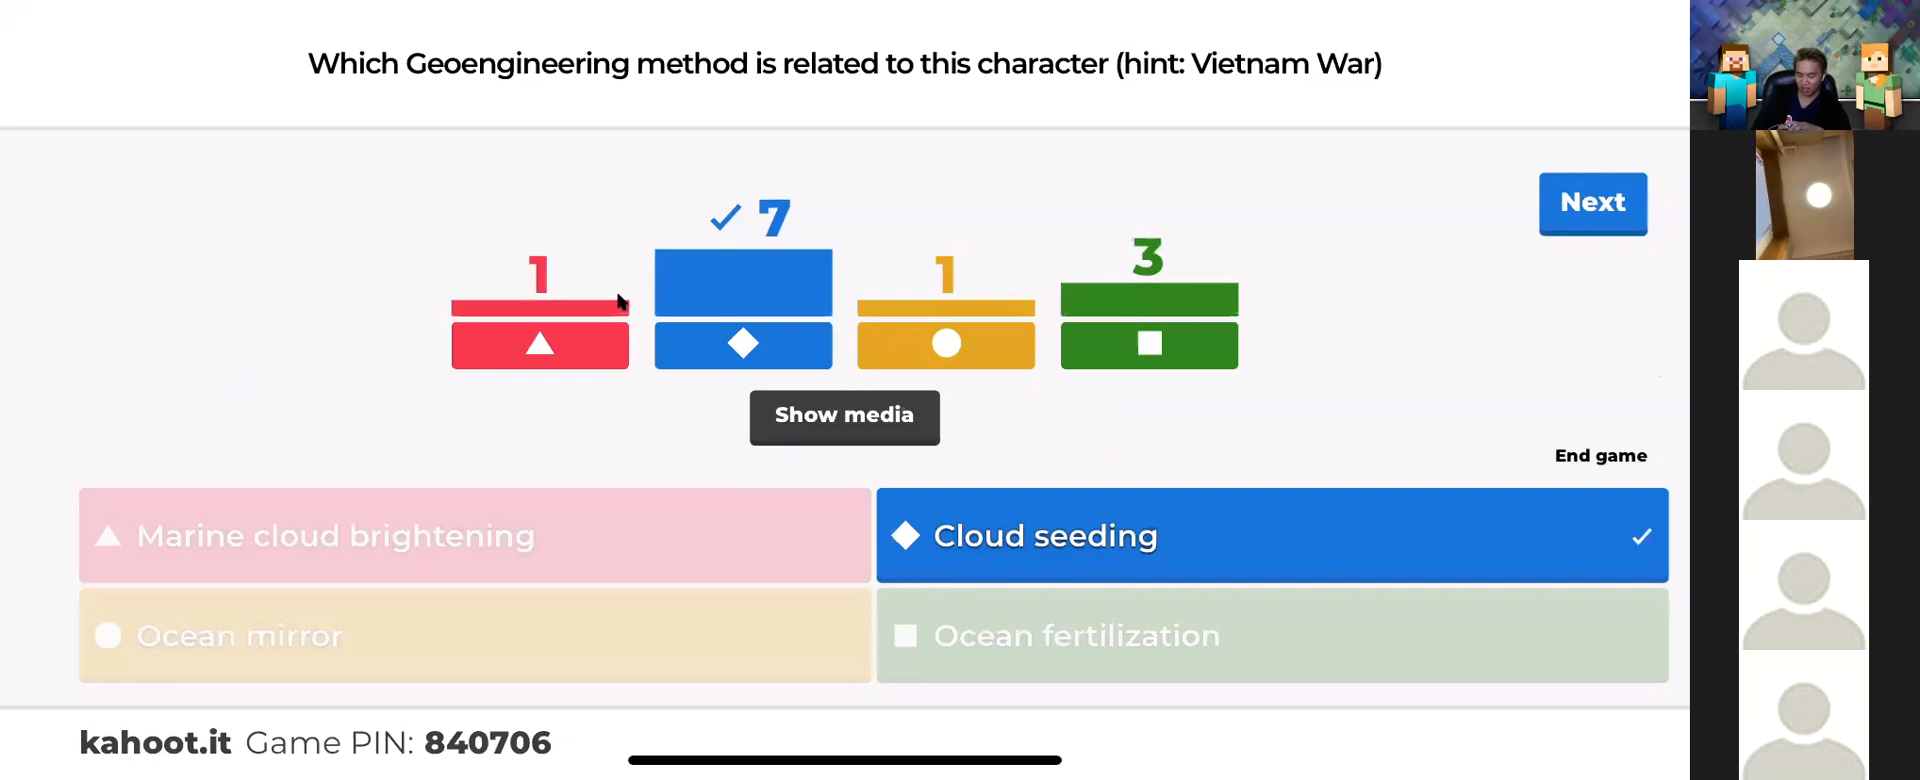 Which Geoengineering method is related to this character (hint: Vietnam War)
Next
1
7
1
3
Show media
End game
Marine cloud brightening
Cloud seeding
Ocean mirror
Ocean fertilization
kahoot.it Game PIN: 840706